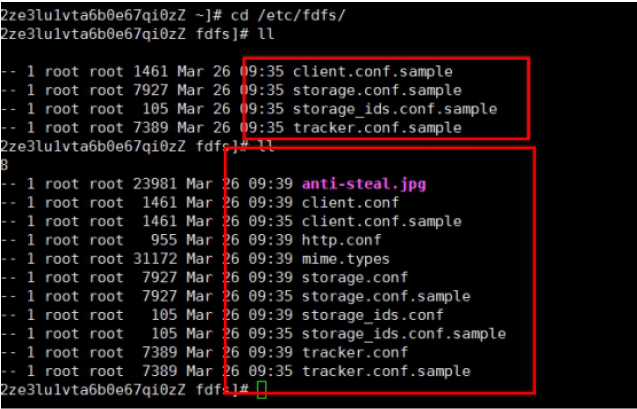 2ze3lu1vta6b0e67qi0zZ ~]# cd /etc/fdfs/
2ze3lu1vta6b0e67qi0zZ fdfs]# ll
-- 1 root root 1461 Mar 26 09:35 client.conf.sample
-- 1 root root 7927 Mar 26 09:35 storage.conf.sample
-- 1 root root  105 Mar 26 09:35 storage_ids.conf.sample
-- 1 root root 7389 Mar 26 09:35 tracker.conf.sample
2ze3lu1vta6b0e67qi0zZ fdfs]# ll
8
-- 1 root root 23981 Mar 26 09:39 anti-steal.jpg
-- 1 root root  1461 Mar 26 09:39 client.conf
-- 1 root root  1461 Mar 26 09:35 client.conf.sample
-- 1 root root   955 Mar 26 09:39 http.conf
-- 1 root root 31172 Mar 26 09:39 mime.types
-- 1 root root  7927 Mar 26 09:39 storage.conf
-- 1 root root  7927 Mar 26 09:35 storage.conf.sample
-- 1 root root   105 Mar 26 09:39 storage_ids.conf
-- 1 root root   105 Mar 26 09:35 storage_ids.conf.sample
-- 1 root root  7389 Mar 26 09:39 tracker.conf
-- 1 root root  7389 Mar 26 09:35 tracker.conf.sample
2ze3lu1vta6b0e67qi0zZ fdfs]#